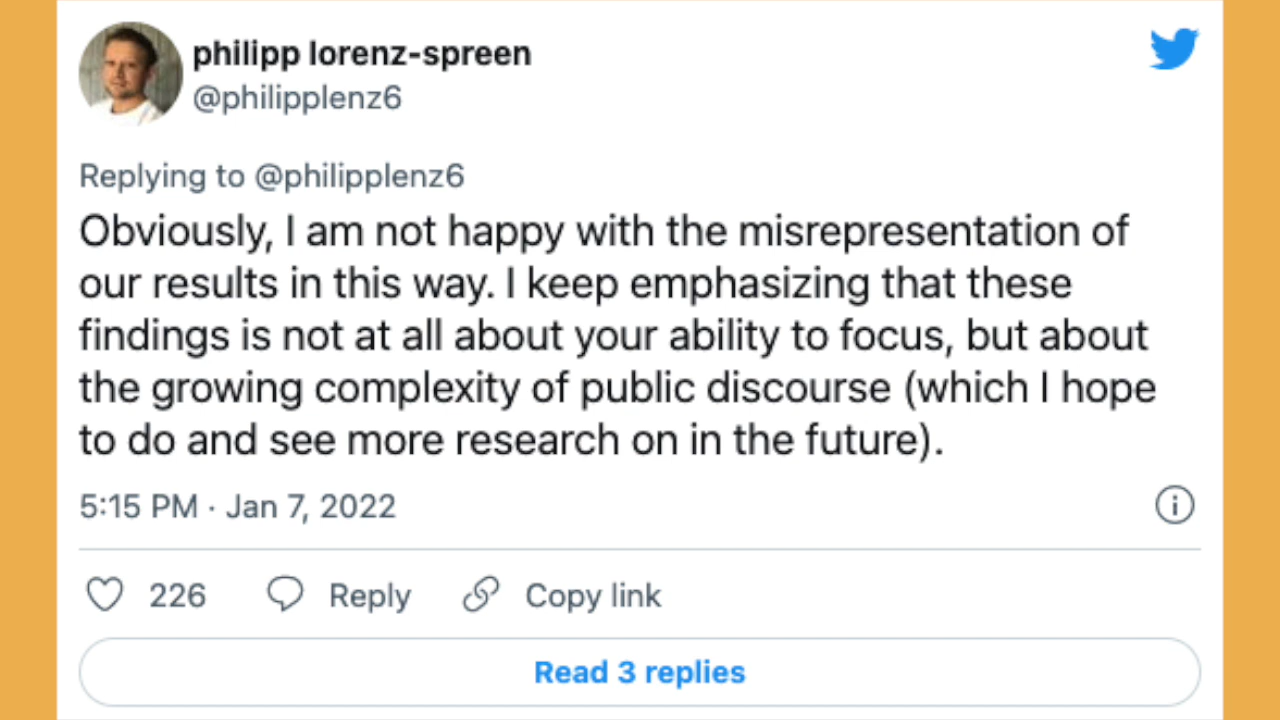 philipp lorenz-spreen
@philipplenz6
Replying to @philipplenz6
Obviously, I am not happy with the misrepresentation of
our results in this way. I keep emphasizing that these
findings is not at all about your ability to focus, but about
the growing complexity of public discourse (which I hope
to do and see more research on in the future).
5:15 PM · Jan 7, 2022
226 Reply Copy link
Read 3 replies